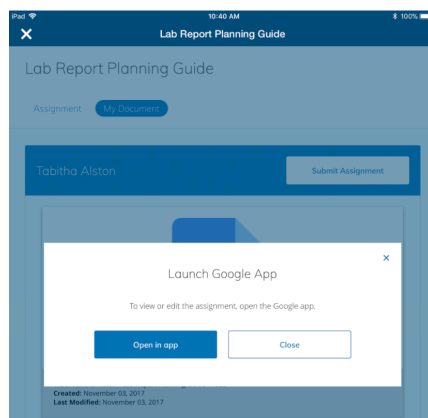 iPad 10:40 AM 100%
Lab Report Planning Guide
Lab Report Planning Guide
Assignment My Document
Tabitha Alston Submit Assignment
Launch Google App
To view or edit the assignment, open the Google app.
Open in app Close
Created: November 03, 2017
Last Modified: November 03, 2017